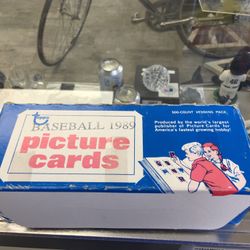 BASEBALL 1989
picture
cards
500-COUNT VENDING PACK
Produced by the world's largest
publisher of Picture Cards for
America's fastest growing hobby!